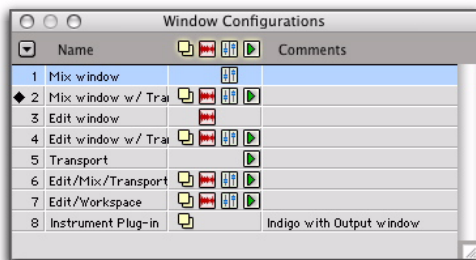 Window Configurations
Name Comments
1 Mix window
2 Mix window w/ Tra
3 Edit window
4 Edit window w/ Tra
5 Transport
6 Edit/Mix/Transport
7 Edit/Workspace
8 Instrument Plug-in Indigo with Output window